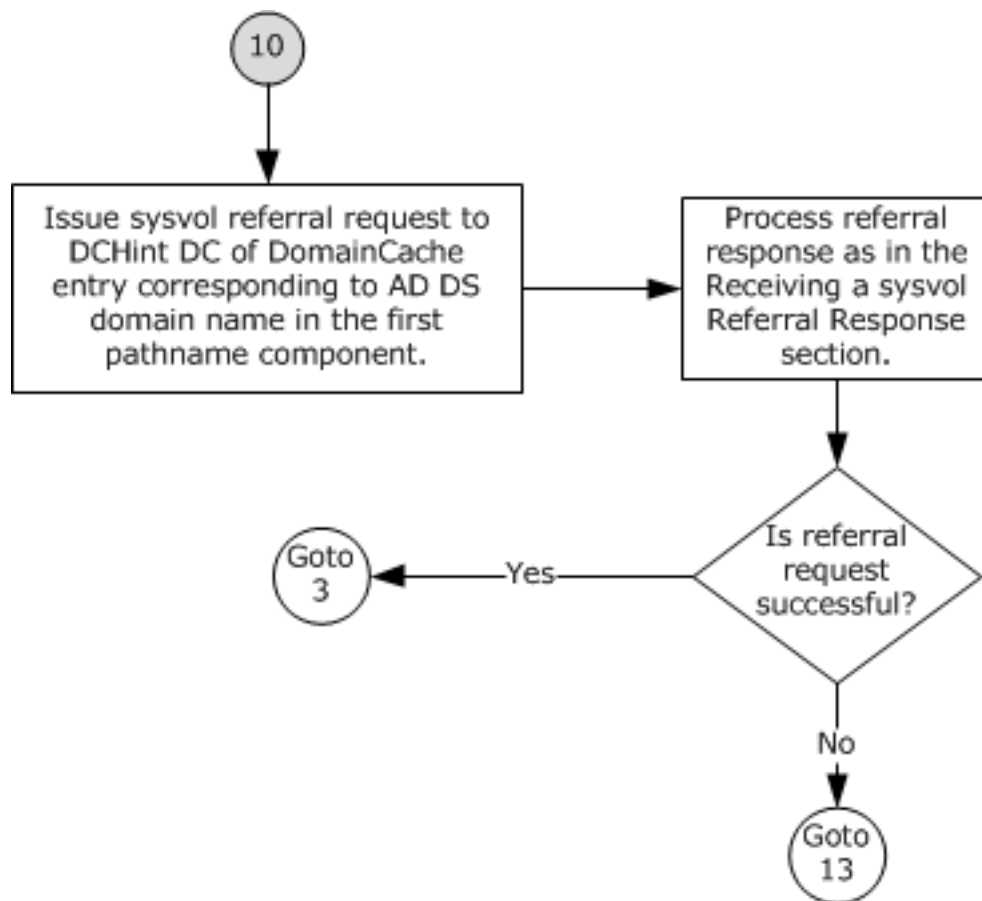 10
Issue sysvol referral request to
DCHint DC of DomainCache
entry corresponding to AD DS
domain name in the first
pathname component.
Process referral
response as in the
Receiving a sysvol
Referral Response
section.
Is referral
request
successful?
Yes
Goto
3
No
Goto
13